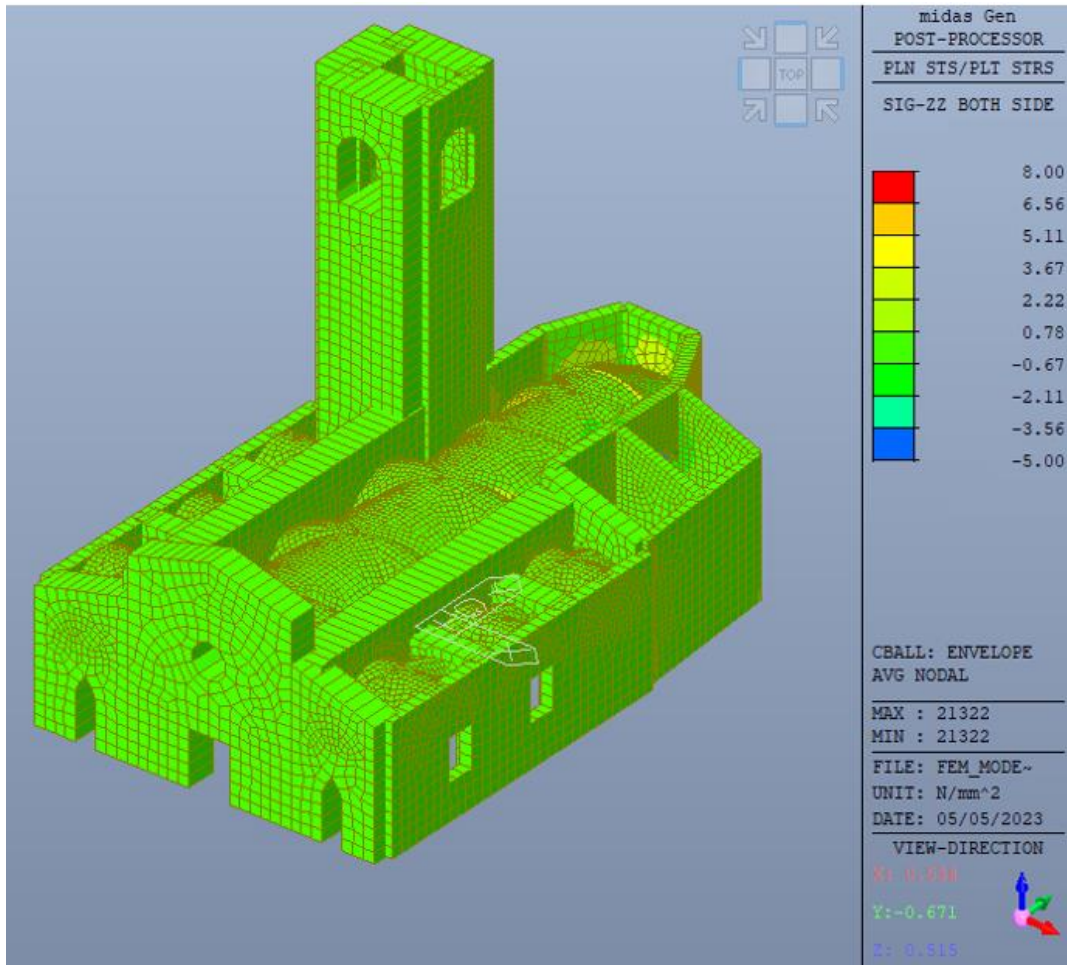 midas Gen
POST-PROCESSOR
PLN STS/PLT STRS
SIG-ZZ BOTH SIDE
TOP
8.00
6.56
5.11
3.67
2.22
0.78
-0.67
-2.11
-3.56
-5.00
CBALL: ENVELOPE
AVG NODAL
MAX : 21322
MIN : 21322
FILE: FEM_MODE~
UNIT: N/mm^2
DATE: 05/05/2023
VIEW-DIRECTION
Y:-0.671
Z: 0.515